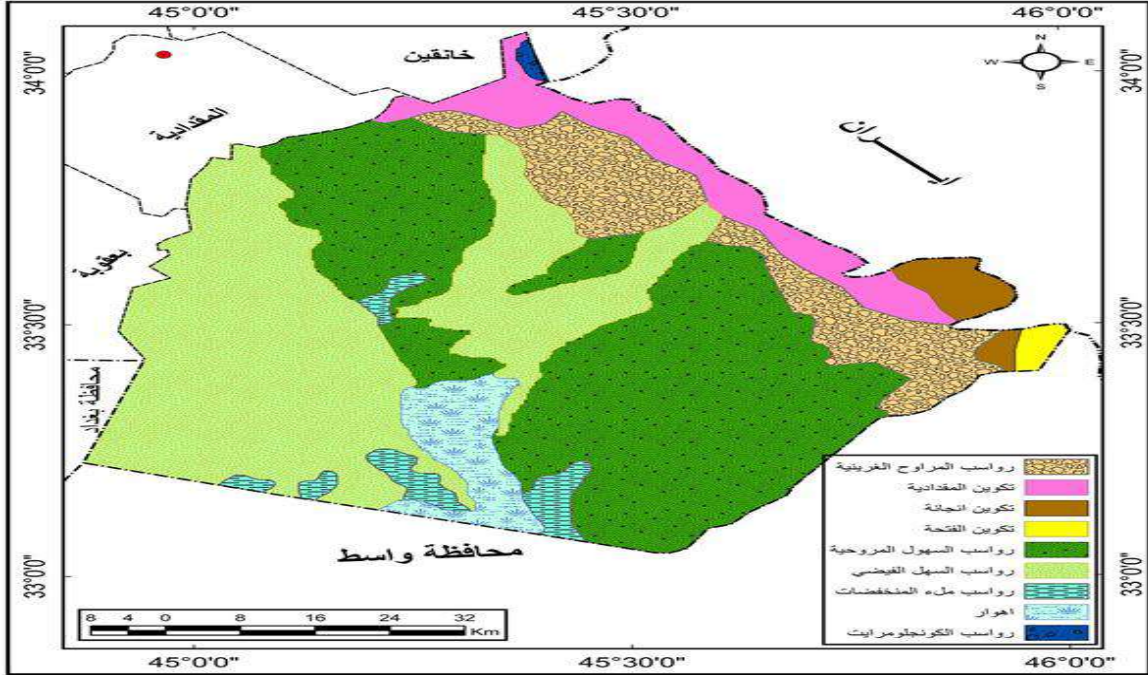 45°0'0" 45°30'0" 46°0'0"
34°0'0" 34°0'0"
خانقين
N
W E
S
المقدادية
بعقوبة
33°30'0" 33°30'0"
محافظة بغداد
محافظة واسط
33°0'0" 33°0'0"
رواسب المراوح الغرينية
تكوين المقدادية
تكوين انجانة
تكوين الفتحة
رواسب السهول المروحية
رواسب السهل الفيضي
رواسب ملء المنخفضات
اهوار
رواسب الكونجلومرايت
8 4 0 8 16 24 32
Km
45°0'0" 45°30'0" 46°0'0"